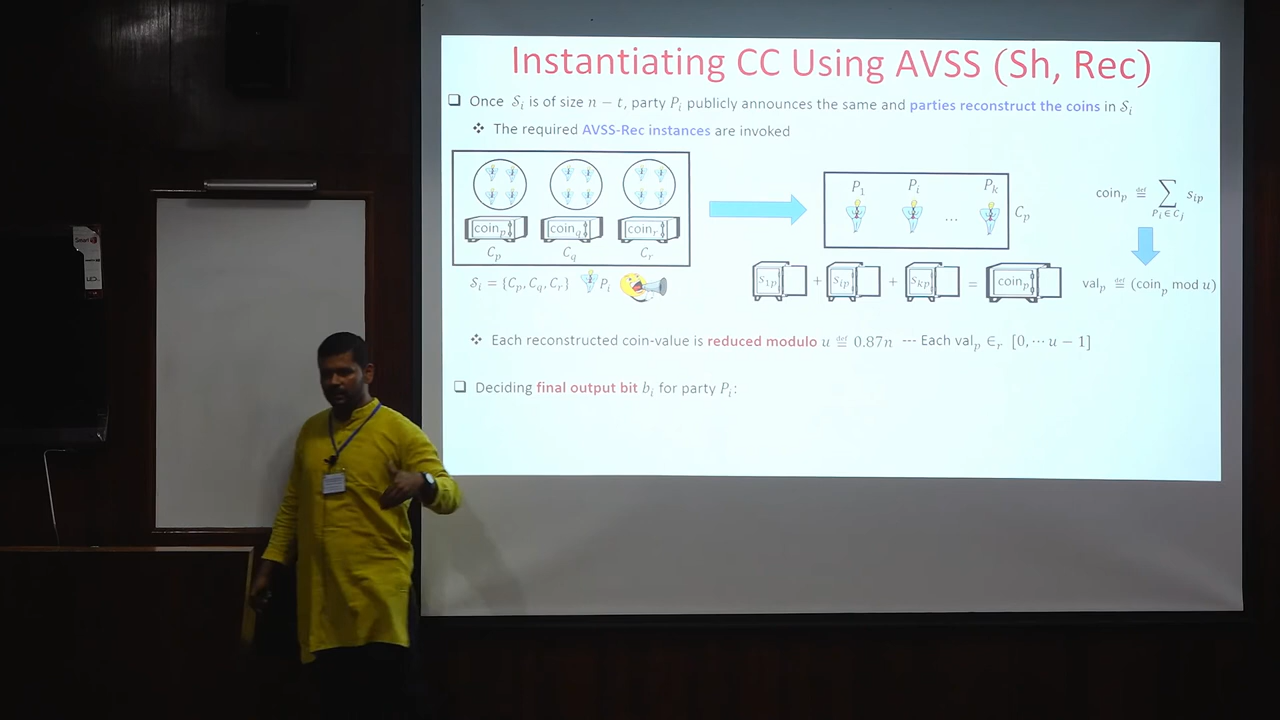 Instantiating CC Using AVSS (Sh, Rec)
Once 𝒮ᵢ is of size n − t, party Pᵢ publicly announces the same and parties reconstruct the coins in 𝒮ᵢ
The required AVSS-Rec instances are invoked
coinₚ coin_q coinᵣ
Cₚ C_q Cᵣ
𝒮ᵢ = {Cₚ, C_q, Cᵣ} Pᵢ
P₁ Pᵢ ... Pₖ Cₚ
S₁ₚ + Sᵢₚ + Sₖₚ = coinₚ
coinₚ ≝ ∑ sᵢₚ
Pᵢ∈Cⱼ
valₚ ≝ (coinₚ mod u)
Each reconstructed coin-value is reduced modulo u ≝ 0.87n --- Each valₚ ∈ᵣ [0, ⋯ u − 1]
Deciding final output bit bᵢ for party Pᵢ:
Smart